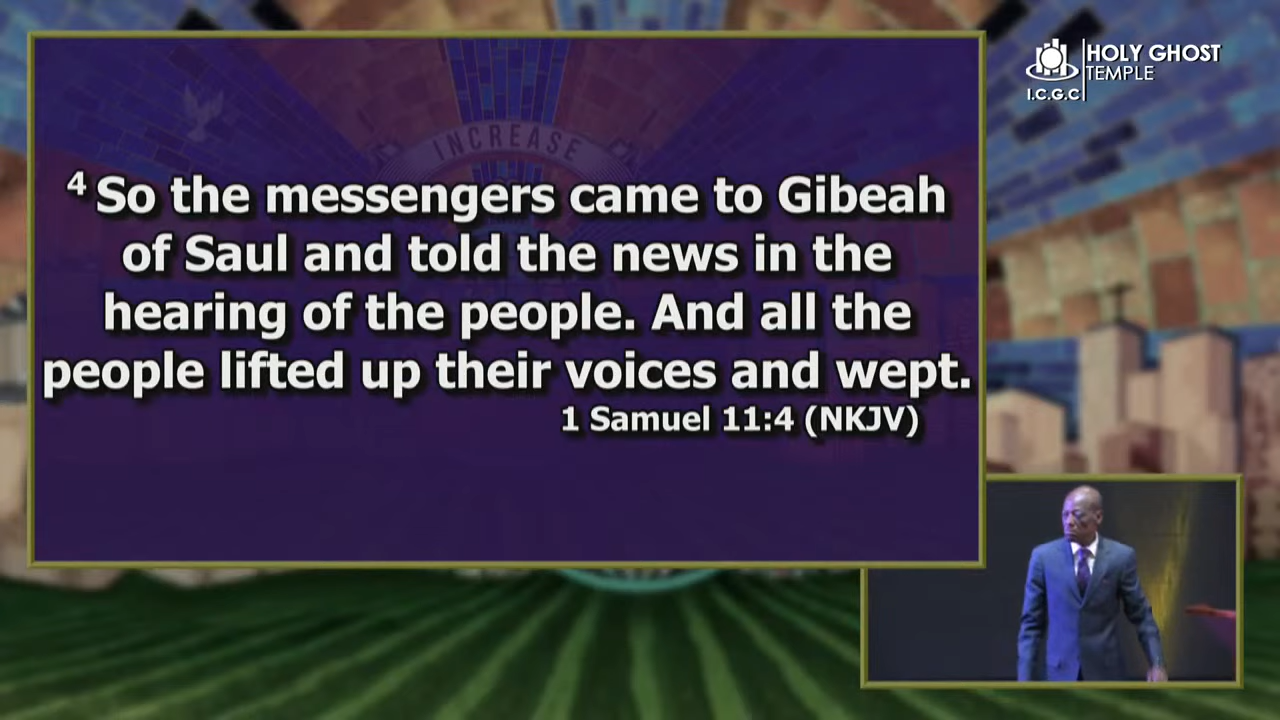 HOLY GHOST
TEMPLE
I.C.G.C
INCREASE
4 So the messengers came to Gibeah
of Saul and told the news in the
hearing of the people. And all the
people lifted up their voices and wept.
1 Samuel 11:4 (NKJV)